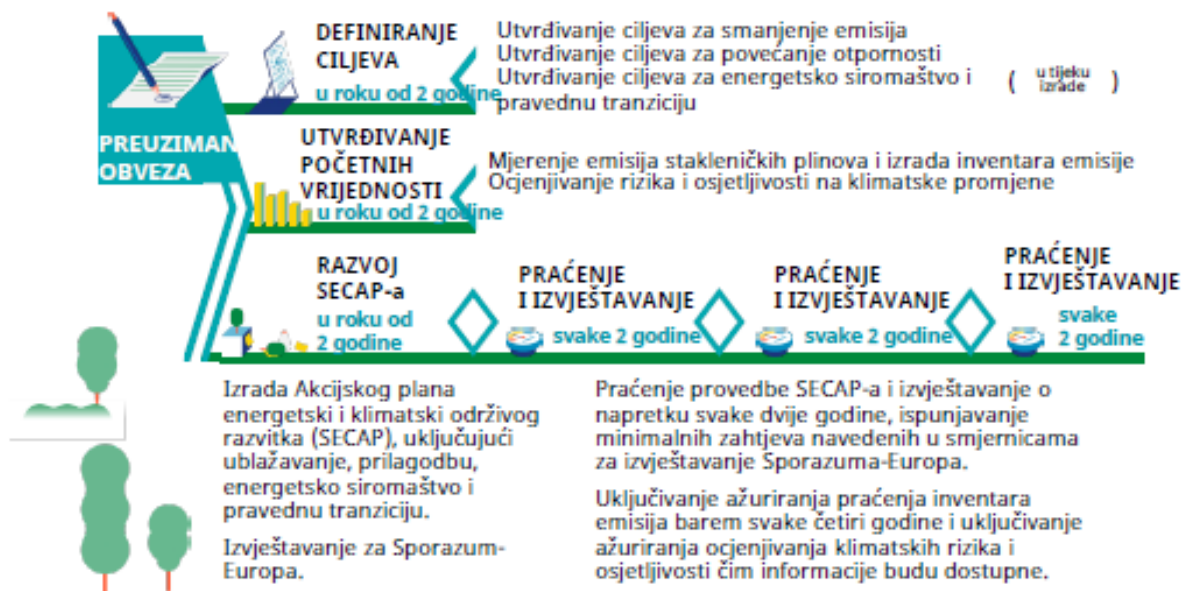 PREUZIMAN
OBVEZA
DEFINIRANJE
CILJEVA
u roku od 2 godine
Utvrđivanje ciljeva za smanjenje emisija
Utvrđivanje ciljeva za povećanje otpornosti
Utvrđivanje ciljeva za energetsko siromaštvo i
pravednu tranziciju
( u tijeku
izrade )
UTVRĐIVANJE
POČETNIH
VRIJEDNOSTI
u roku od 2 godine
Mjerenje emisija stakleničkih plinova i izrada inventara emisije
Ocjenjivanje rizika i osjetljivosti na klimatske promjene
RAZVOJ
SECAP-a
u roku od
2 godine
PRAĆENJE
I IZVJEŠTAVANJE
svake 2 godine
PRAĆENJE
I IZVJEŠTAVANJE
svake 2 godine
PRAĆENJE
I IZVJEŠTAVANJE
svake
2 godine
Izrada Akcijskog plana
energetski i klimatski održivog
razvitka (SECAP), uključujući
ublažavanje, prilagodbu,
energetsko siromaštvo i
pravednu tranziciju.
Izvještavanje za Sporazum-
Europa.
Praćenje provedbe SECAP-a i izvještavanje o
napretku svake dvije godine, ispunjavanje
minimalnih zahtjeva navedenih u smjernicama
za izvještavanje Sporazuma-Europa.
Uključivanje ažuriranja praćenja inventara
emisija barem svake četiri godine i uključivanje
ažuriranja ocjenjivanja klimatskih rizika i
osjetljivosti čim informacije budu dostupne.